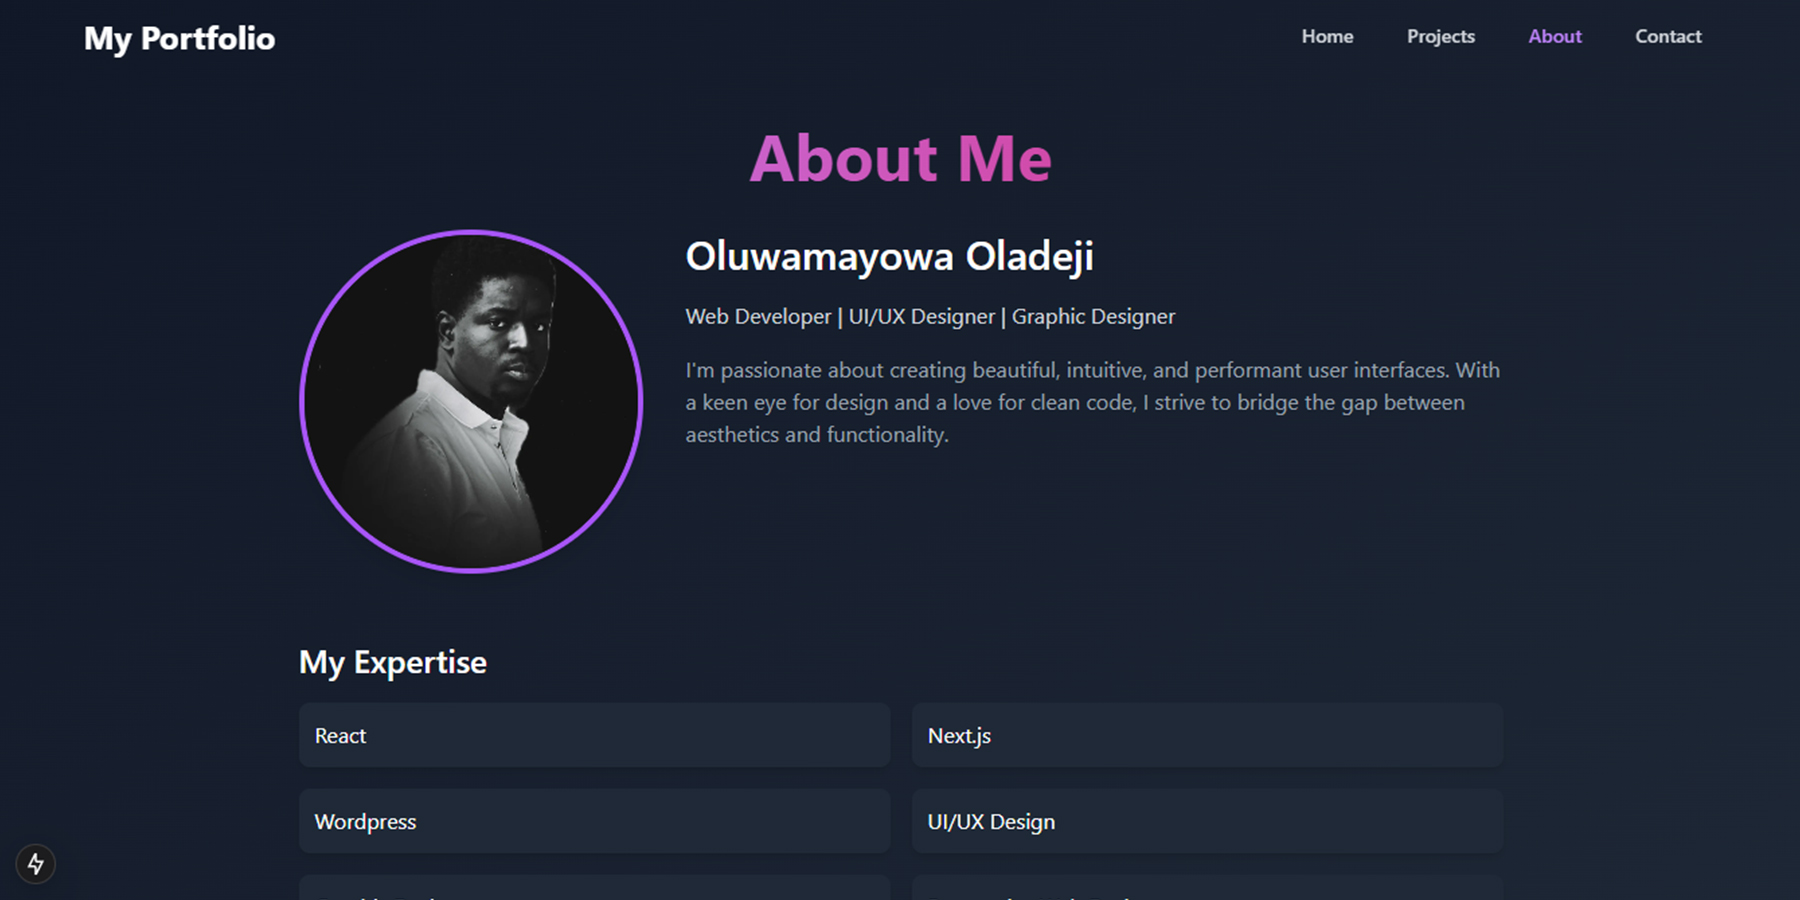 My Portfolio
Home Projects About Contact
About Me
Oluwamayowa Oladeji
Web Developer | UI/UX Designer | Graphic Designer
I'm passionate about creating beautiful, intuitive, and performant user interfaces. With
a keen eye for design and a love for clean code, I strive to bridge the gap between
aesthetics and functionality.
My Expertise
React
Next.js
Wordpress
UI/UX Design